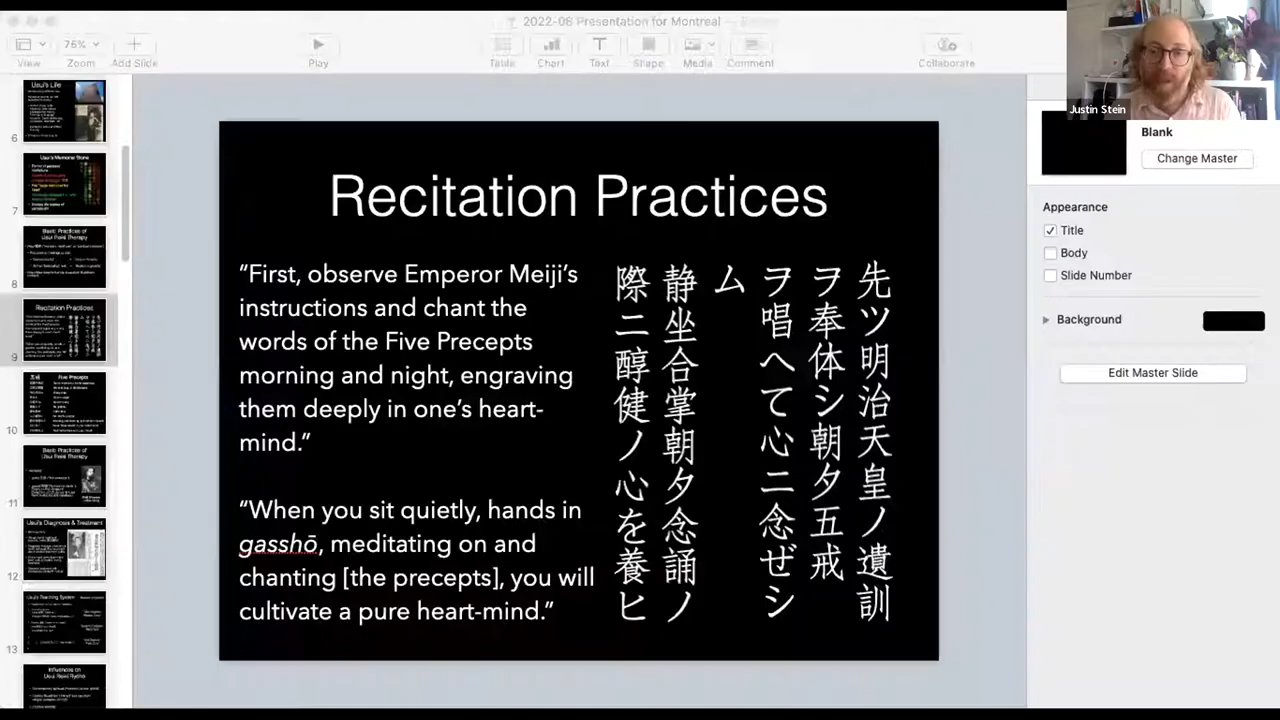 2022-06 Presentation for Montreal
View
75%
Zoom
Add Slide
Play
Table
Chart
Text
Shape
Media
Comment
Collaborate
Justin Stein
Usui's Life
6
Usui's Memorial Stone
7
Basic Practices of
Usui Reiki Therapy
8
Recitation Practices
9
五戒 Five Precepts
10
Basic Practices of
Usui Reiki Therapy
11
Usui's Diagnosis & Treatment
12
Usui's Teaching System
13
Influences on
Usui Reiki Ryōhō
Recitation Practices
“First, observe Emperor Meiji’s
instructions and chant the
words of the Five Precepts
morning and night, engraving
them deeply in one’s heart-
mind.”
“When you sit quietly, hands in
gasshō, meditating on and
chanting [the precepts], you will
cultivate a pure heart-mind.”
先ツ明治天皇ノ遺訓
ヲ奉体シ朝夕五戒
ヲ唱へて心ニ念ぜシ
ム
静坐合掌朝夕念誦ノ
際ニ醇健ノ心を養ヒ
Blank
Change Master
Appearance
Title
Body
Slide Number
Background
Edit Master Slide